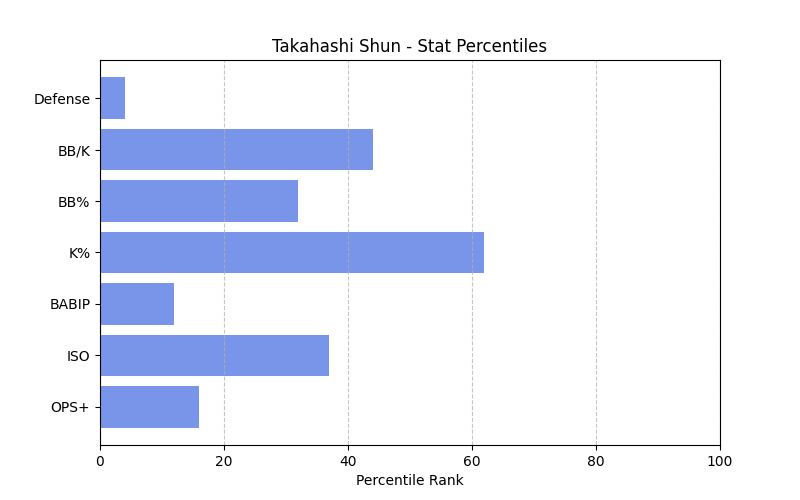 Takahashi Shun - Stat Percentiles
Defense
BB/K
BB%
K%
BABIP
ISO
OPS+
0 20 40 60 80 100
Percentile Rank